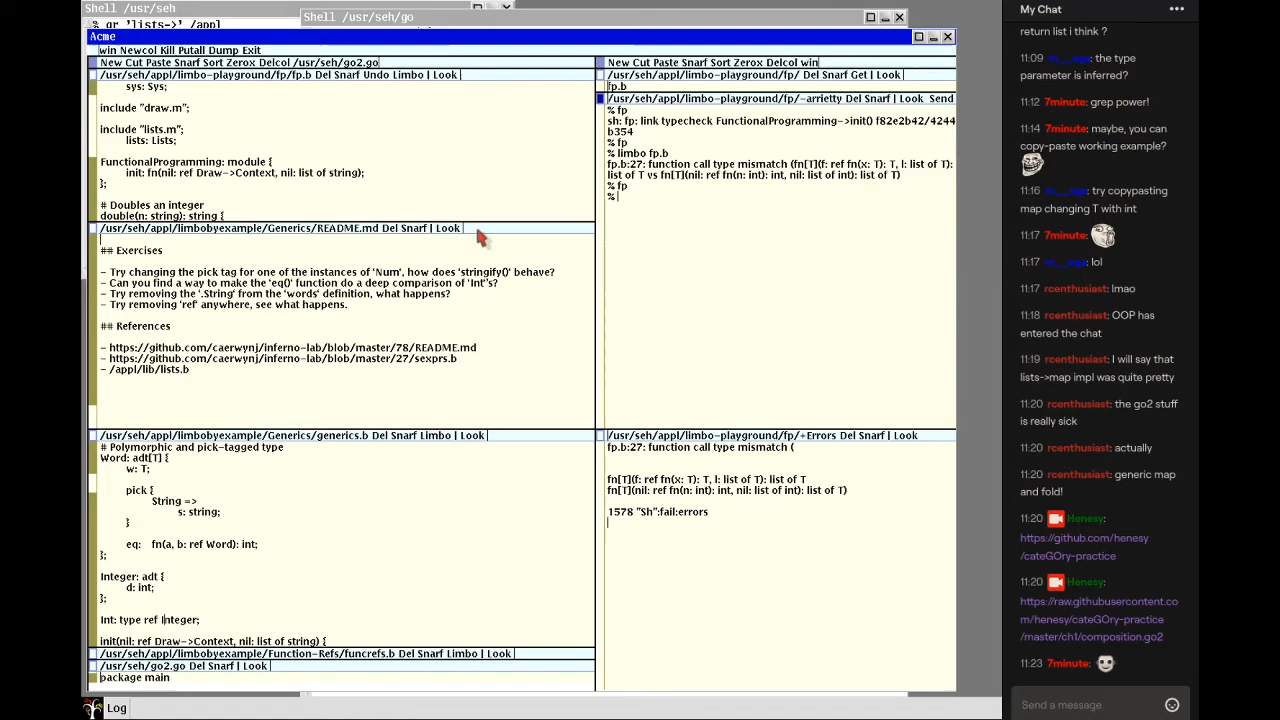 Shell /usr/seh
Shell /usr/seh/go
% gr 'lists->' /appl
Acme
win Newcol Kill Putall Dump Exit
New Cut Paste Snarf Sort Zerox Delcol /usr/seh/go2.go
/usr/seh/appl/limbo-playground/fp/fp.b Del Snarf Undo Limbo | Look
sys: Sys;
include "draw.m";
include "lists.m";
lists: Lists;
FunctionalProgramming: module {
init: fn(nil: ref Draw->Context, nil: list of string);
};
# Doubles an integer
double(n: string): string {
/usr/seh/appl/limbobyexample/Generics/README.md Del Snarf | Look
## Exercises
- Try changing the pick tag for one of the instances of 'Num', how does 'stringify()' behave?
- Can you find a way to make the 'eq()' function do a deep comparison of 'Int''s?
- Try removing the '.String' from the 'words' definition, what happens?
- Try removing 'ref' anywhere, see what happens.
## References
- https://github.com/caerwynj/inferno-lab/blob/master/78/README.md
- https://github.com/caerwynj/inferno-lab/blob/master/27/sexprs.b
- /appl/lib/lists.b
/usr/seh/appl/limbobyexample/Generics/generics.b Del Snarf Limbo | Look
# Polymorphic and pick-tagged type
Word: adt[T] {
w: T;
pick {
String =>
s: string;
}
eq: fn(a, b: ref Word): int;
};
Integer: adt {
d: int;
};
Int: type ref Integer;
init(nil: ref Draw->Context, nil: list of string) {
/usr/seh/appl/limbobyexample/Function-Refs/funcrefs.b Del Snarf Limbo | Look
/usr/seh/go2.go Del Snarf | Look
package main
New Cut Paste Snarf Sort Zerox Delcol win
/usr/seh/appl/limbo-playground/fp/ Del Snarf Get | Look
fp.b
/usr/seh/appl/limbo-playground/fp/-arrietty Del Snarf | Look Send
% fp
sh: fp: link typecheck FunctionalProgramming->init() f82e2b42/4244
b354
% fp
% limbo fp.b
fp.b:27: function call type mismatch (fn[T](f: ref fn(x: T): T, l: list of T):
list of T vs fn[T](nil: ref fn(n: int): int, nil: list of int): list of T)
% fp
%
/usr/seh/appl/limbo-playground/fp/+Errors Del Snarf | Look
fp.b:27: function call type mismatch (
fn[T](f: ref fn(x: T): T, l: list of T): list of T
fn[T](nil: ref fn(n: int): int, nil: list of int): list of T)
1578 "Sh":fail:errors
Log
My Chat
return list i think ?
11:09 the type
parameter is inferred?
11:12 7minute: grep power!
11:14 7minute: maybe, you can
copy-paste working example?
11:16 try copypasting
map changing T with int
11:17 7minute:
11:17 lol
11:17 rcenthusiast: lmao
11:18 rcenthusiast: OOP has
entered the chat
11:19 rcenthusiast: I will say that
lists->map impl was quite pretty
11:20 rcenthusiast: the go2 stuff
is really sick
11:20 rcenthusiast: actually
11:20 rcenthusiast: generic map
and fold!
11:20 Henesy:
https://github.com/henesy
/cateGOry-practice
11:20 Henesy:
https://raw.githubusercontent.co
m/henesy/cateGOry-practice
/master/ch1/composition.go2
11:23 7minute:
Send a message